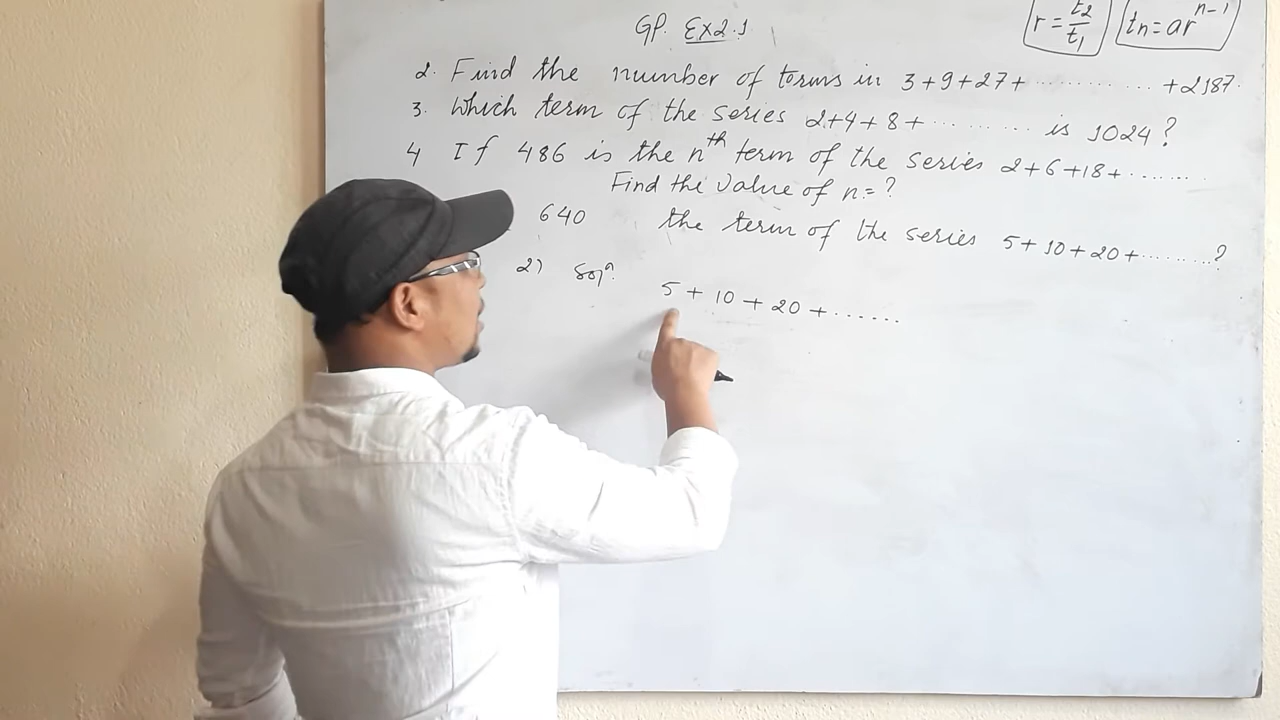 GP. Ex2.1
r = t2/t1
tn = ar^n-1
2. Find the number of terms in 3+9+27+.............+2187.
3. Which term of the series 2+4+8+.......... is 1024?
4 If 486 is the nth term of the series 2+6+18+.......
Find the value of n=?
640 the term of the series 5+10+20+.........?
2) Solⁿ. 5 + 10 + 20 + ......